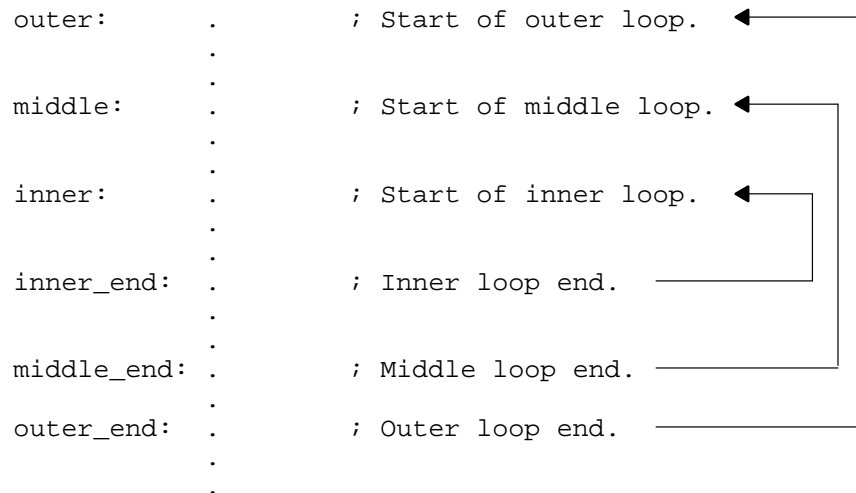 outer: . ; Start of outer loop.
.
.
middle: . ; Start of middle loop.
.
.
inner: . ; Start of inner loop.
.
.
inner_end: . ; Inner loop end.
.
.
middle_end: . ; Middle loop end.
.
outer_end: . ; Outer loop end.
.
.